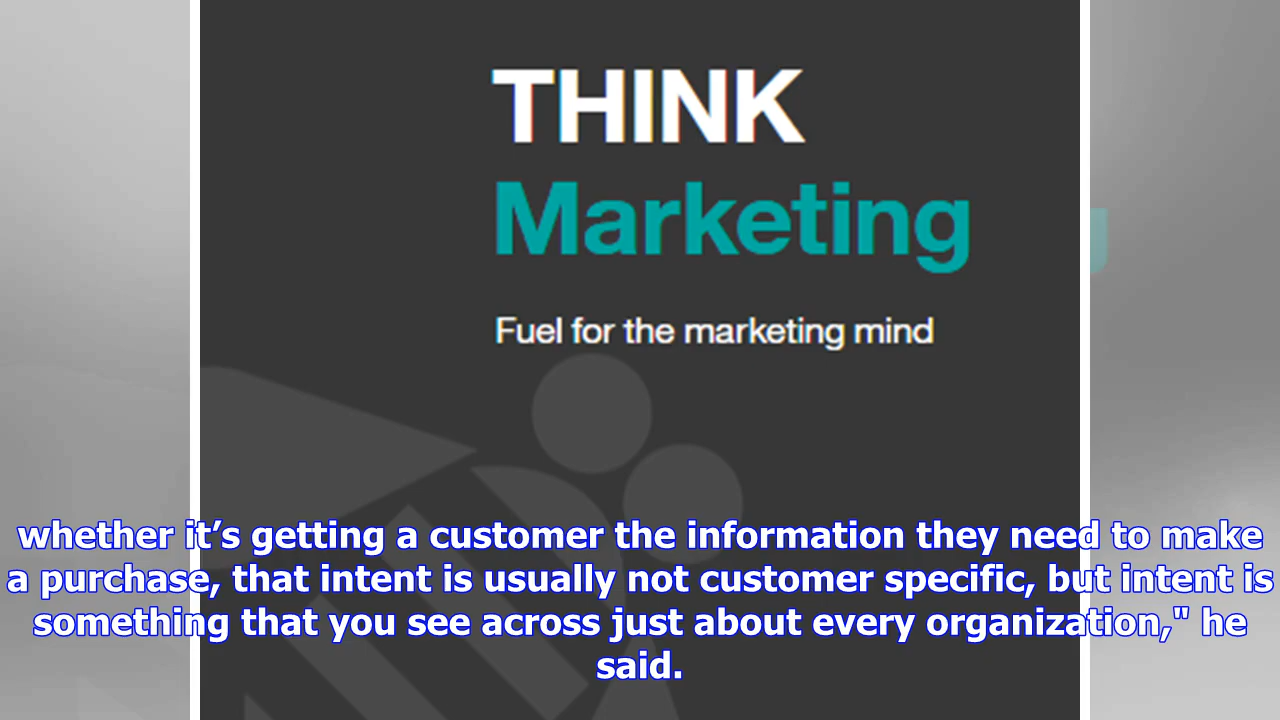 THINK
Marketing
Fuel for the marketing mind
whether it’s getting a customer the information they need to make
a purchase, that intent is usually not customer specific, but intent is
something that you see across just about every organization," he
said.